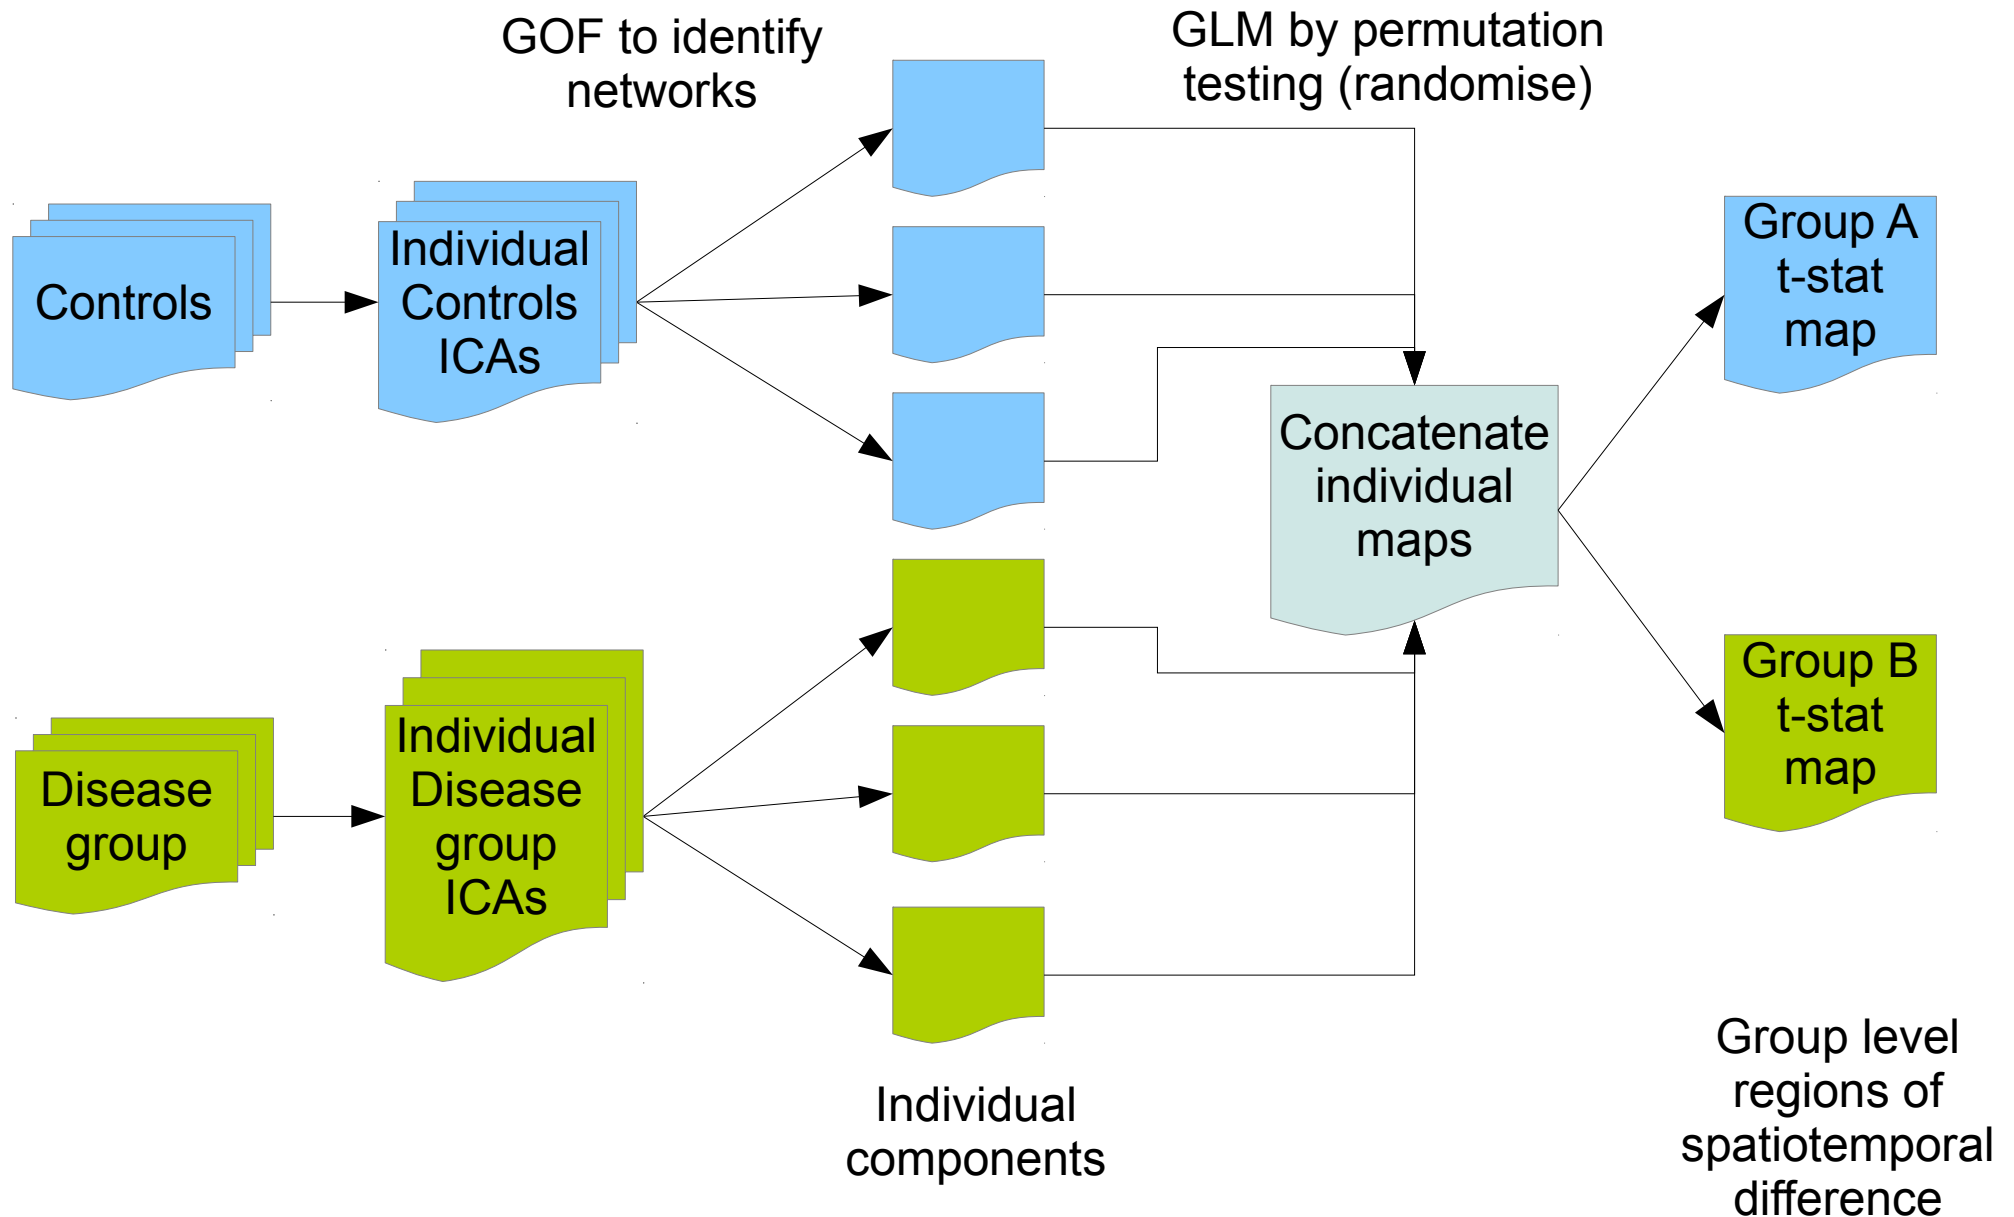 GOF to identify
networks
GLM by permutation
testing (randomise)
Controls
Individual
Controls
ICAs
Concatenate
individual
maps
Group A
t-stat
map
Disease
group
Individual
Disease
group
ICAs
Group B
t-stat
map
Individual
components
Group level
regions of
spatiotemporal
difference